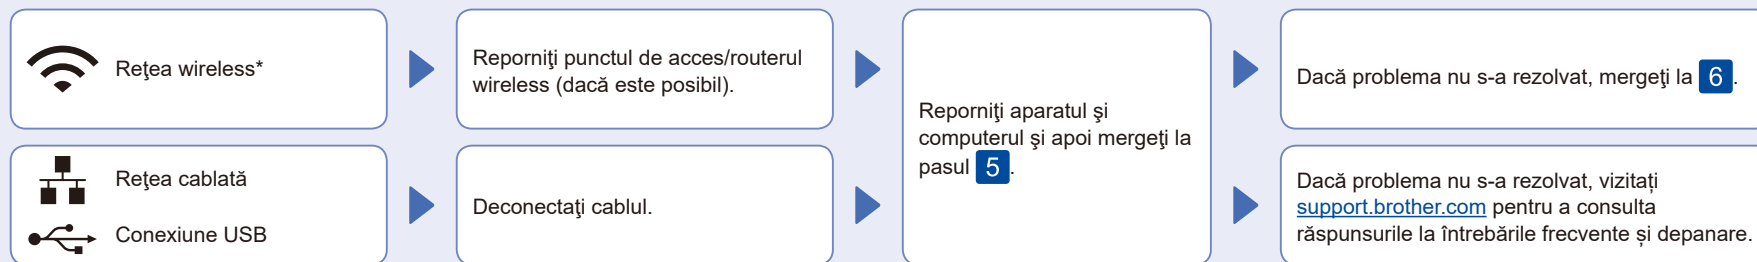 Reţea wireless*
Reporniţi punctul de acces/routerul
wireless (dacă este posibil).
Reporniţi aparatul şi
computerul şi apoi mergeţi la
pasul 5.
Dacă problema nu s-a rezolvat, mergeţi la 6.
Reţea cablată
Conexiune USB
Deconectaţi cablul.
Dacă problema nu s-a rezolvat, vizitați
support.brother.com pentru a consulta
răspunsurile la întrebările frecvente și depanare.